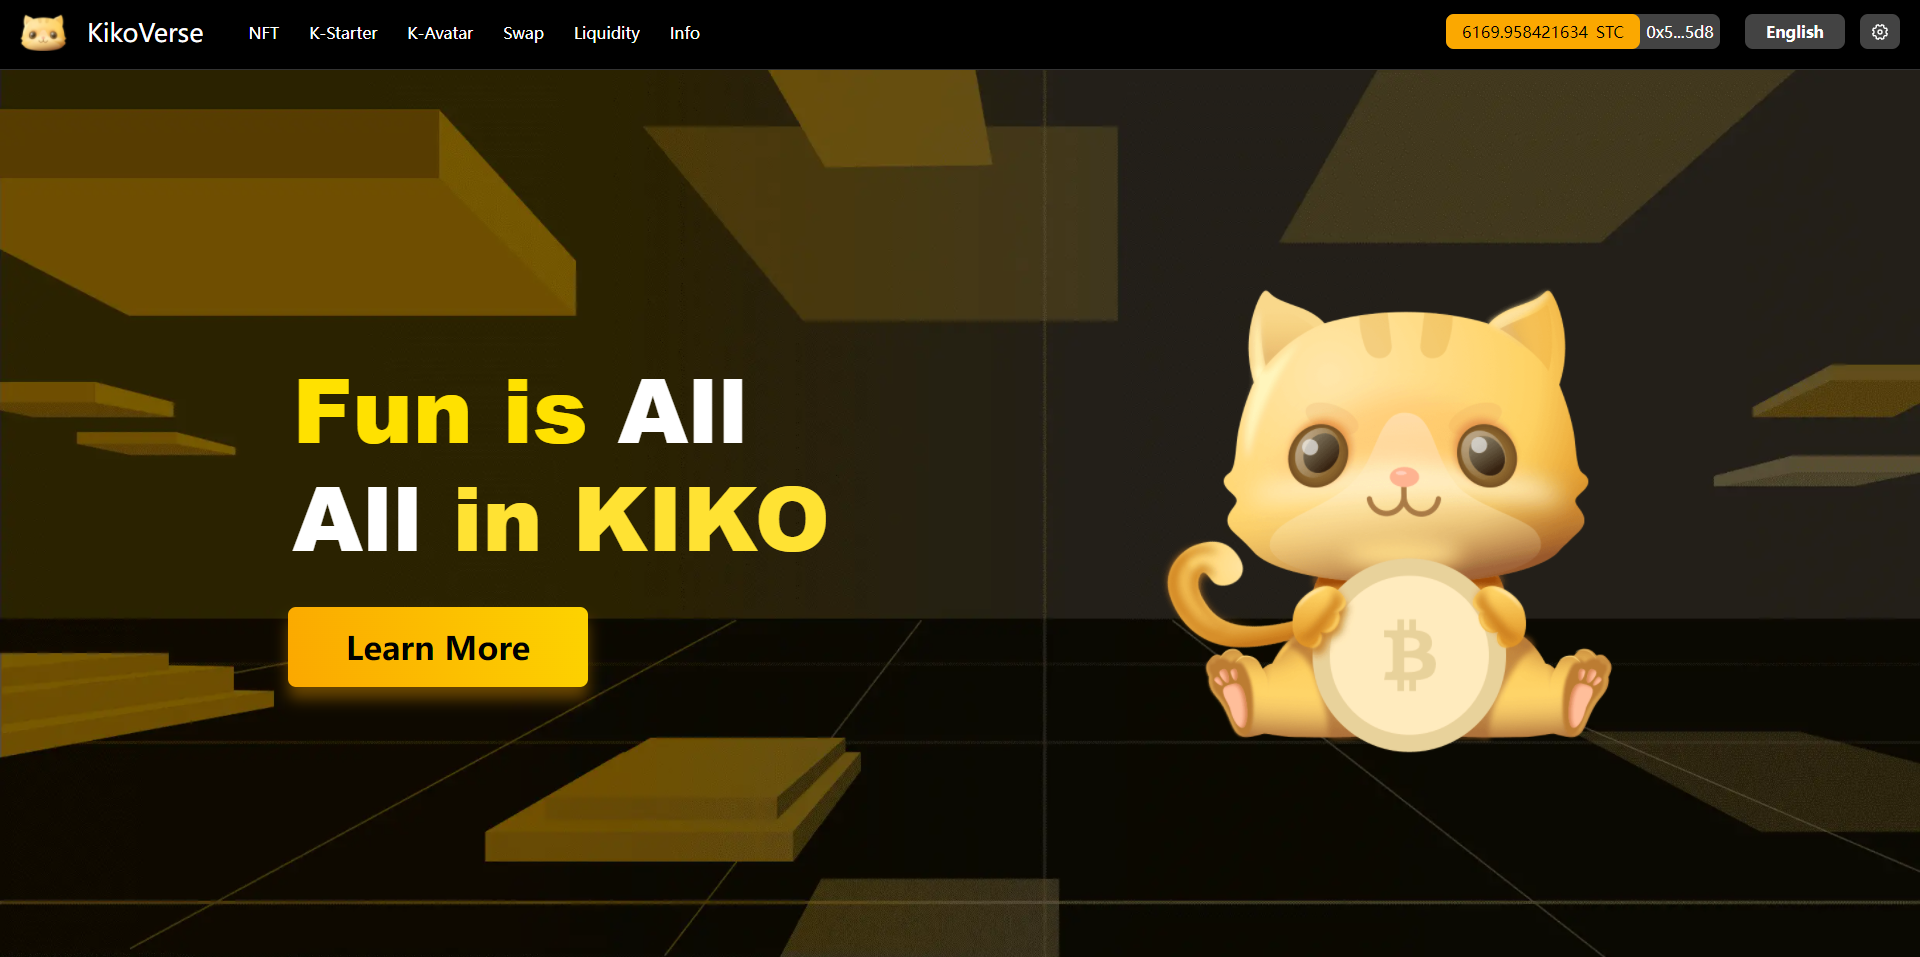 KikoVerse NFT K-Starter K-Avatar Swap Liquidity Info 6169.958421634 STC 0x5...5d8 English
Fun is All
All in KIKO
Learn More
₿